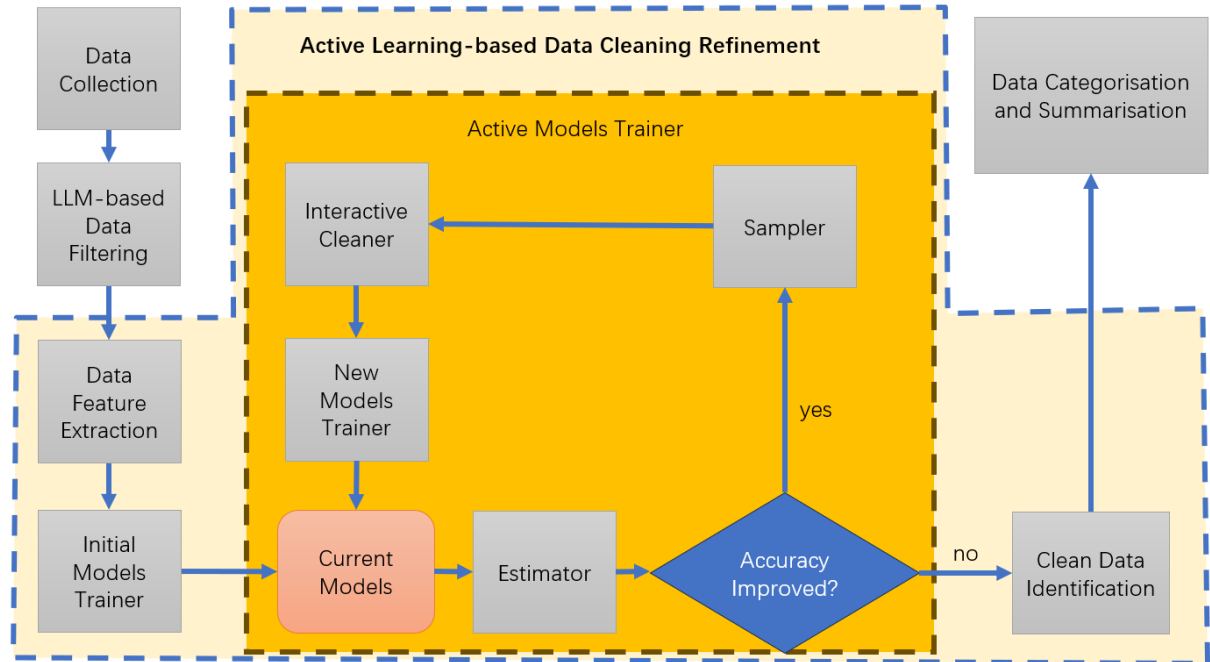 Active Learning-based Data Cleaning Refinement
Data
Collection
LLM-based
Data
Filtering
Data
Feature
Extraction
Initial
Models
Trainer
Active Models Trainer
Interactive
Cleaner
New
Models
Trainer
Current
Models
Estimator
Accuracy
Improved?
yes
Sampler
no
Clean Data
Identification
Data Categorisation
and Summarisation